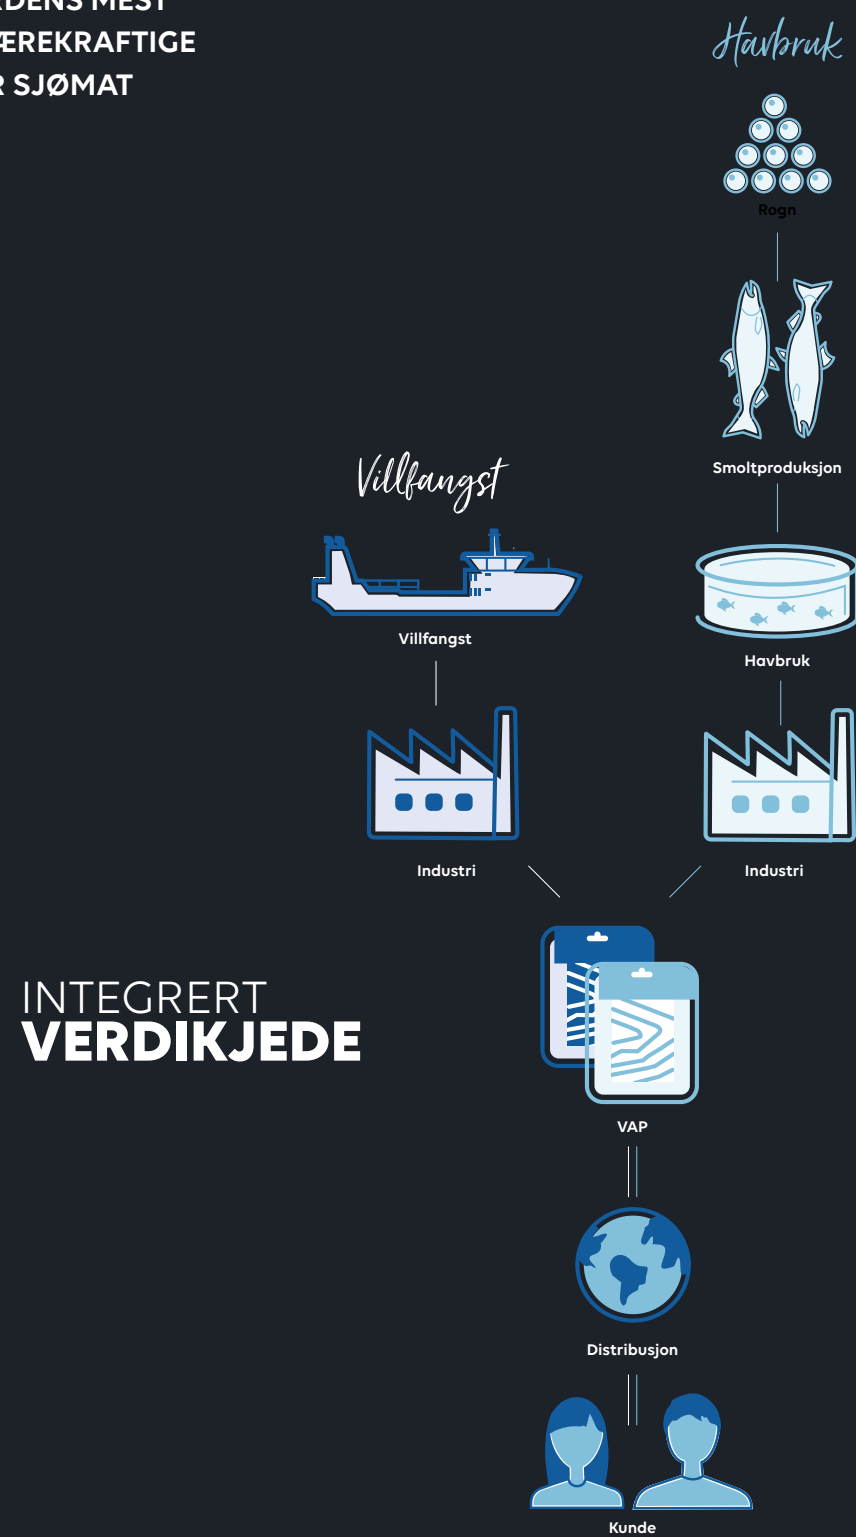 ÆREKRAFTIGE
R SJØMAT
Havbruk
Rogn
Smoltproduksjon
Villfangst
Villfangst
Havbruk
Industri
Industri
INTEGRERT
VERDIKJEDE
VAP
Distribusjon
Kunde